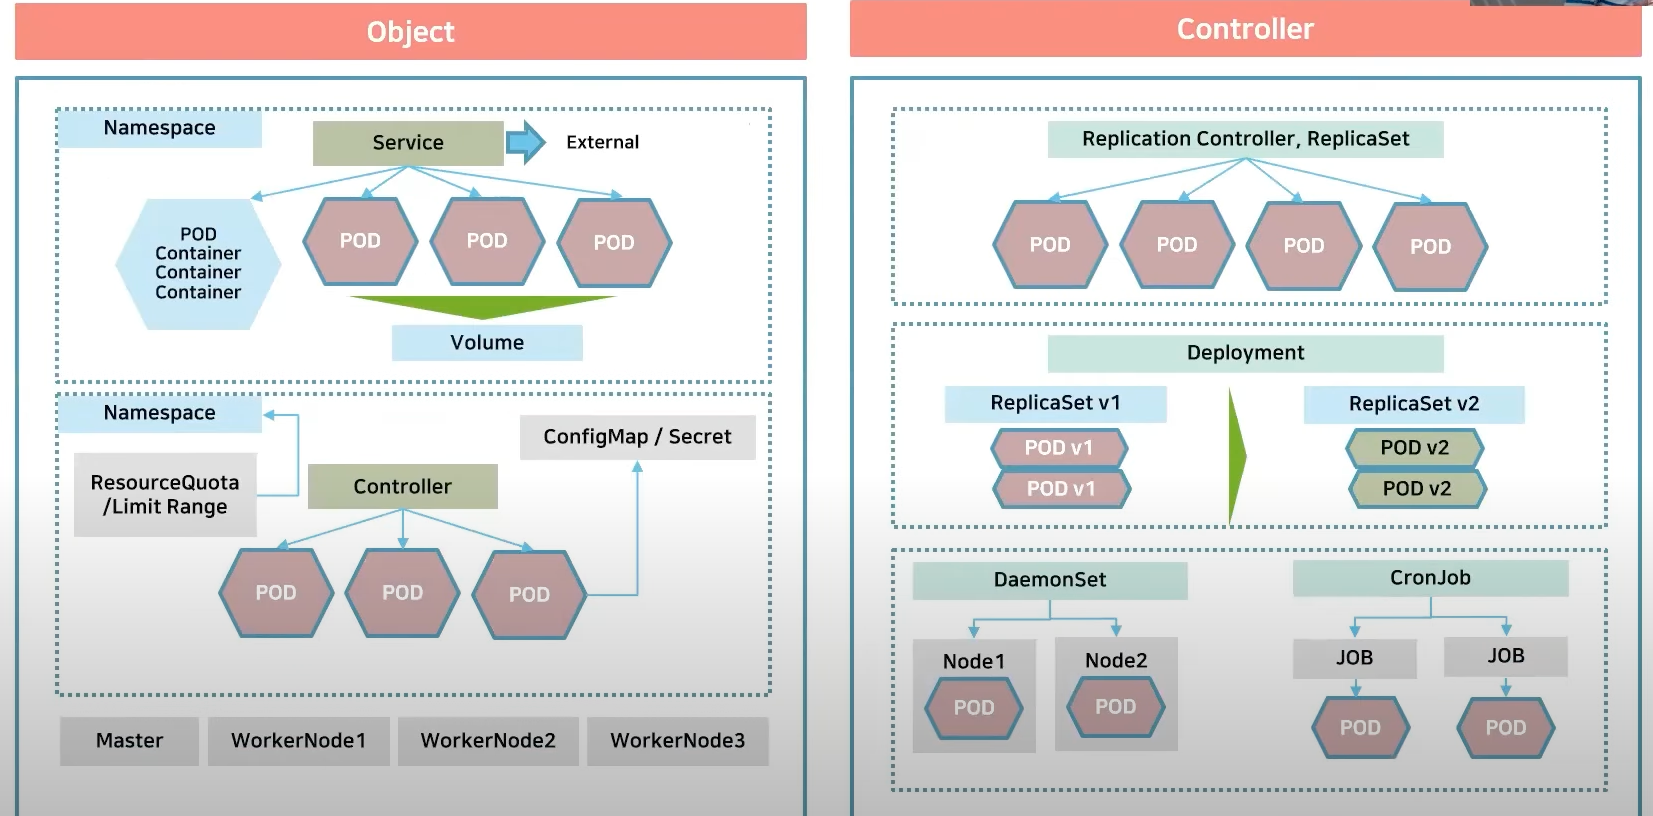 Object
Namespace
Service
External
POD
Container
Container
Container
POD
POD
POD
Volume
Namespace
ResourceQuota
/Limit Range
Controller
ConfigMap / Secret
POD
POD
POD
Master
WorkerNode1
WorkerNode2
WorkerNode3
Controller
Replication Controller, ReplicaSet
POD
POD
POD
POD
Deployment
ReplicaSet v1
POD v1
POD v1
ReplicaSet v2
POD v2
POD v2
DaemonSet
Node1
POD
Node2
POD
CronJob
JOB
POD
JOB
POD